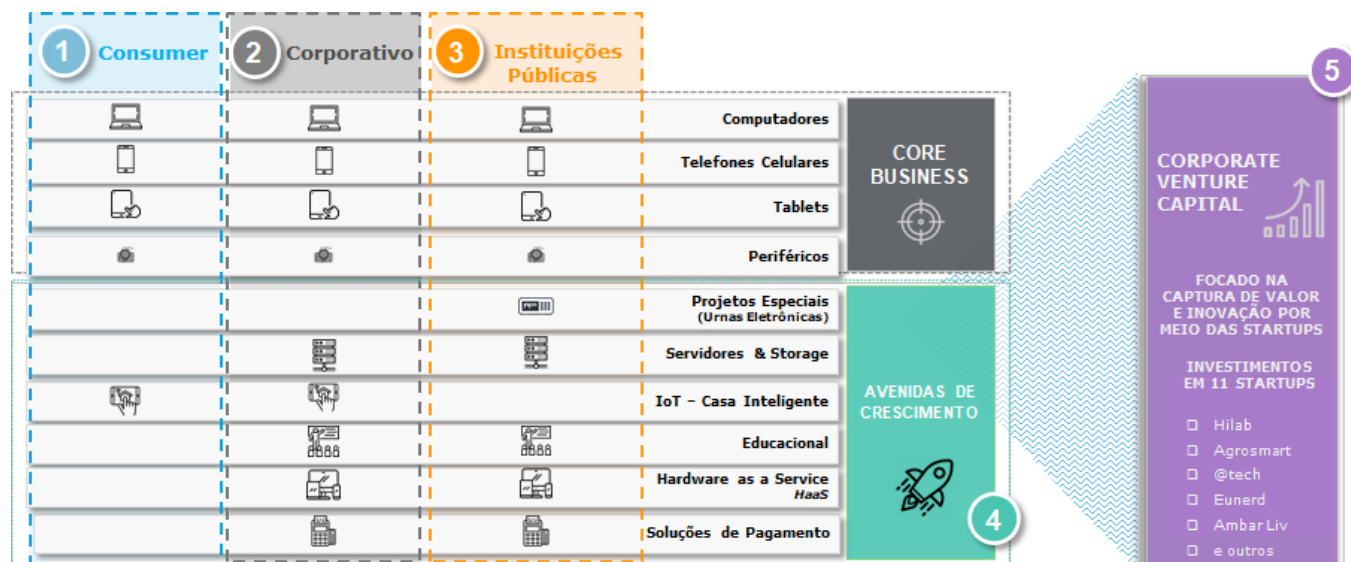 1 Consumer
2 Corporativo
3 Instituições
Públicas
Computadores
Telefones Celulares
Tablets
Periféricos
CORE
BUSINESS
Projetos Especiais
(Urnas Eletrônicas)
Servidores & Storage
IoT - Casa Inteligente
Educacional
Hardware as a Service
HaaS
Soluções de Pagamento
AVENIDAS DE
CRESCIMENTO
4
5
CORPORATE
VENTURE
CAPITAL
FOCADO NA
CAPTURA DE VALOR
E INOVAÇÃO POR
MEIO DAS STARTUPS
INVESTIMENTOS
EM 11 STARTUPS
Hilab
Agrosmart
@tech
Eunerd
Ambar Liv
e outros